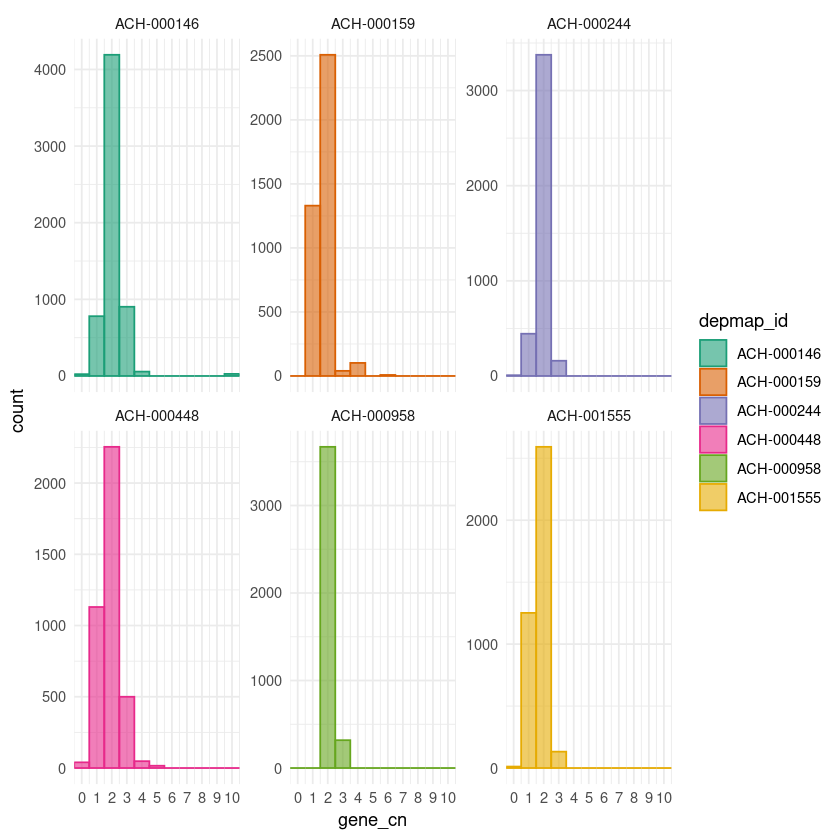 ACH-000146 ACH-000159 ACH-000244
4000
3000
2000
1000
0
2500
2000
1500
1000
500
0
3000
2000
1000
0
count
ACH-000448 ACH-000958 ACH-001555
2000
1500
1000
500
0
3000
2000
1000
0
2000
1000
0
0 1 2 3 4 5 6 7 8 9 10
0 1 2 3 4 5 6 7 8 9 10
0 1 2 3 4 5 6 7 8 9 10
gene_cn
depmap_id
ACH-000146
ACH-000159
ACH-000244
ACH-000448
ACH-000958
ACH-001555